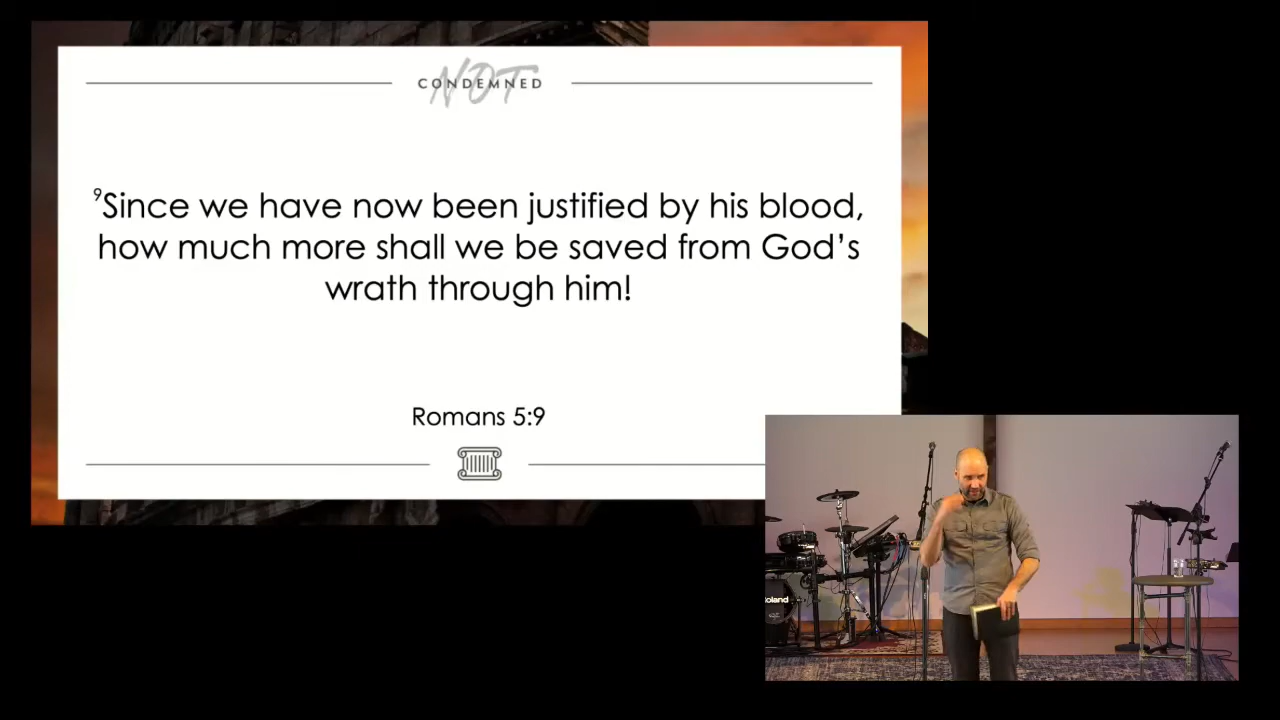 NOT
CONDEMNED
⁹Since we have now been justified by his blood,
how much more shall we be saved from God's
wrath through him!
Romans 5:9
Roland